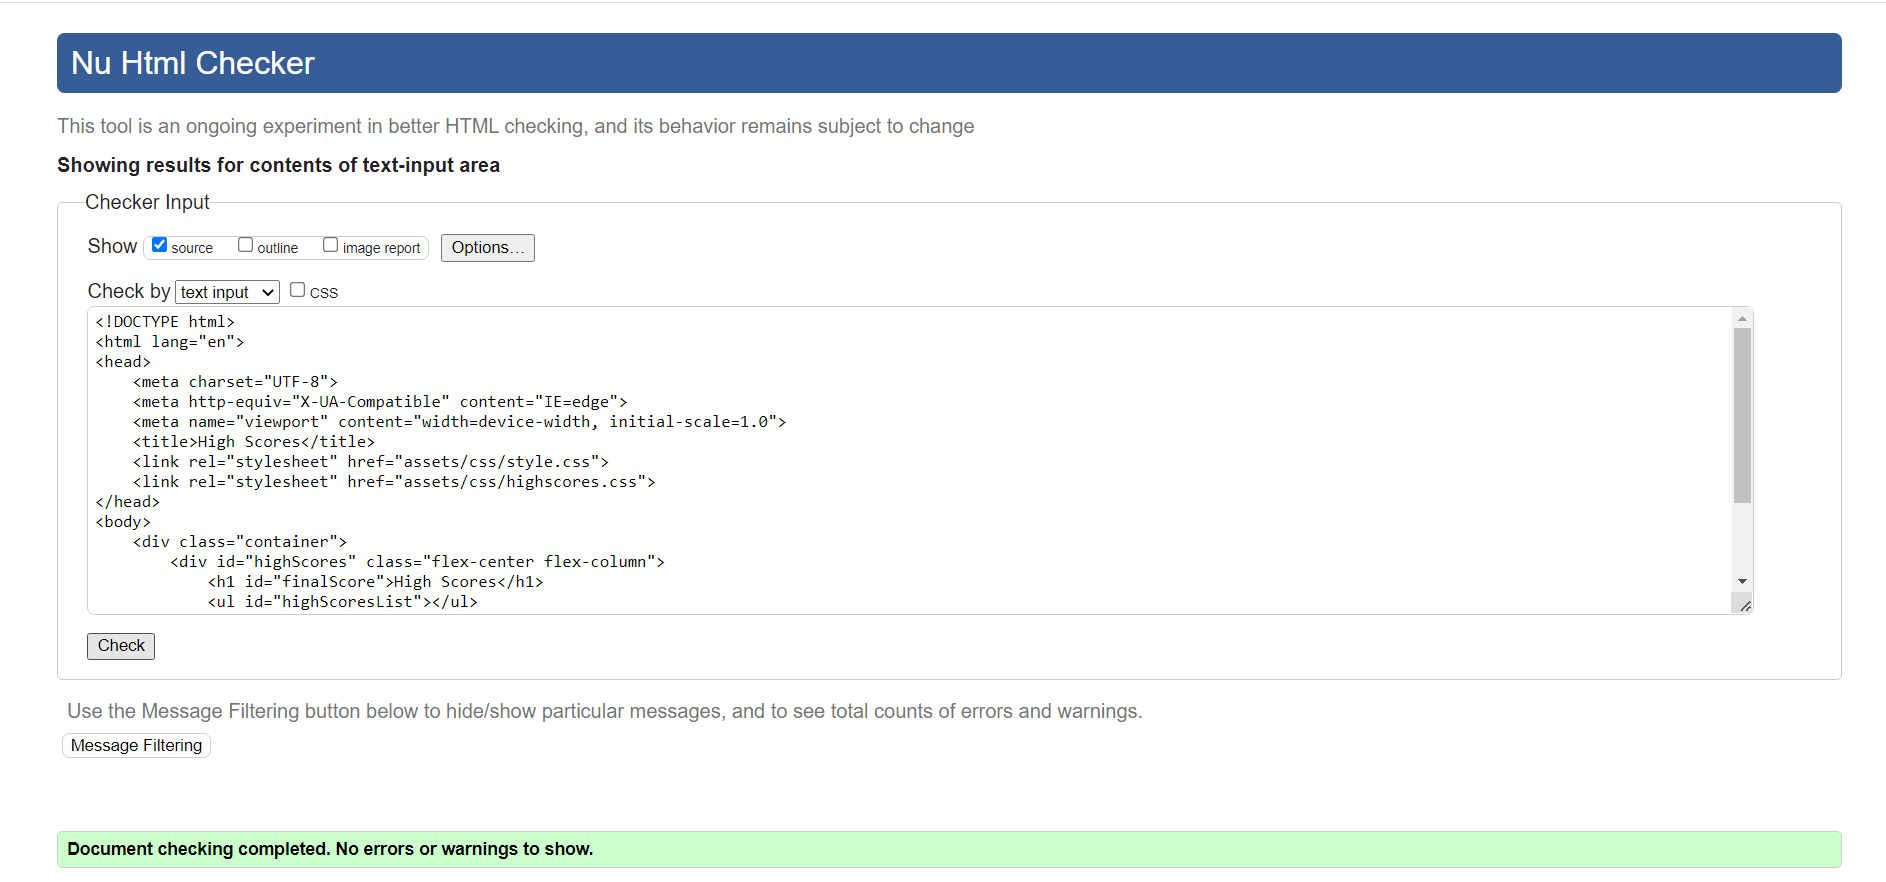 Nu Html Checker
This tool is an ongoing experiment in better HTML checking, and its behavior remains subject to change
Showing results for contents of text-input area
Checker Input
Show source outline image report Options...
Check by text input CSS
<!DOCTYPE html>
<html lang="en">
<head>
    <meta charset="UTF-8">
    <meta http-equiv="X-UA-Compatible" content="IE=edge">
    <meta name="viewport" content="width=device-width, initial-scale=1.0">
    <title>High Scores</title>
    <link rel="stylesheet" href="assets/css/style.css">
    <link rel="stylesheet" href="assets/css/highscores.css">
</head>
<body>
    <div class="container">
        <div id="highScores" class="flex-center flex-column">
            <h1 id="finalScore">High Scores</h1>
            <ul id="highScoresList"></ul>
Check
Use the Message Filtering button below to hide/show particular messages, and to see total counts of errors and warnings.
Message Filtering
Document checking completed. No errors or warnings to show.